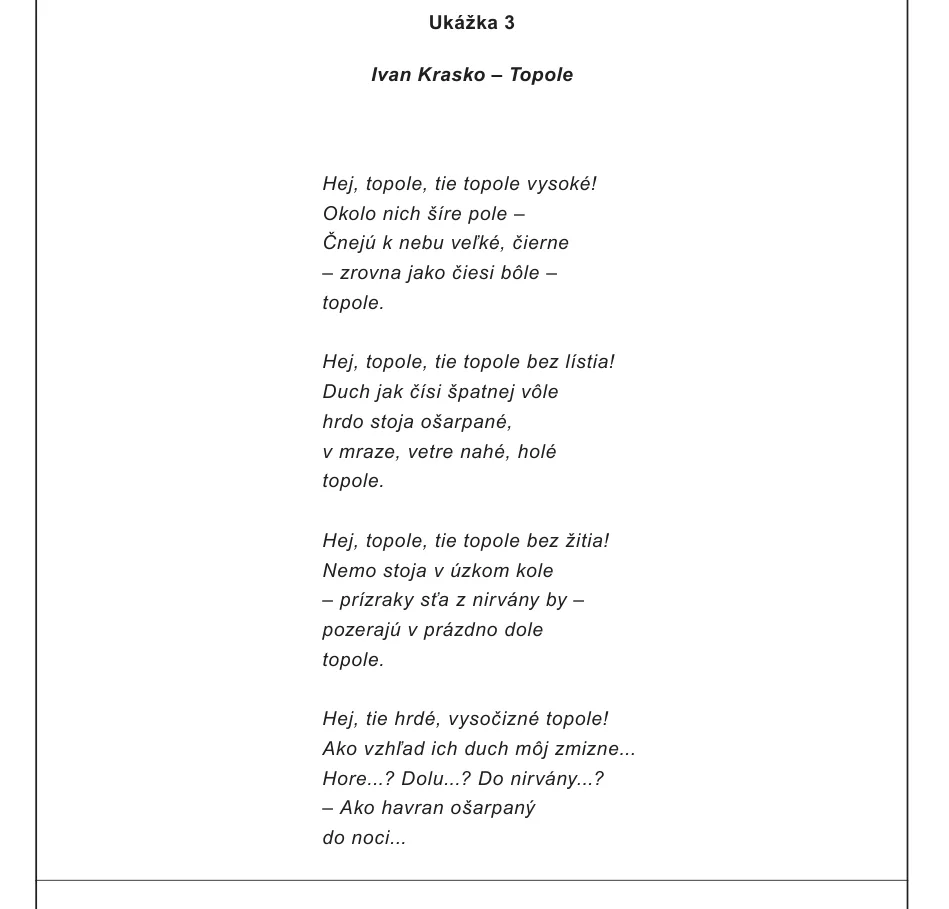 Ukážka 3
Ivan Krasko – Topole
Hej, topole, tie topole vysoké!
Okolo nich šíre pole –
Čnejú k nebu veľké, čierne
– zrovna jako čiesi bôle –
topole.
Hej, topole, tie topole bez lístia!
Duch jak čísi špatnej vôle
hrdo stoja ošarpané,
v mraze, vetre nahé, holé
topole.
Hej, topole, tie topole bez žitia!
Nemo stoja v úzkom kole
– prízraky sťa z nirvány by –
pozerajú v prázdno dole
topole.
Hej, tie hrdé, vysočizné topole!
Ako vzhľad ich duch môj zmizne...
Hore...? Dolu...? Do nirvány...?
– Ako havran ošarpaný
do noci...